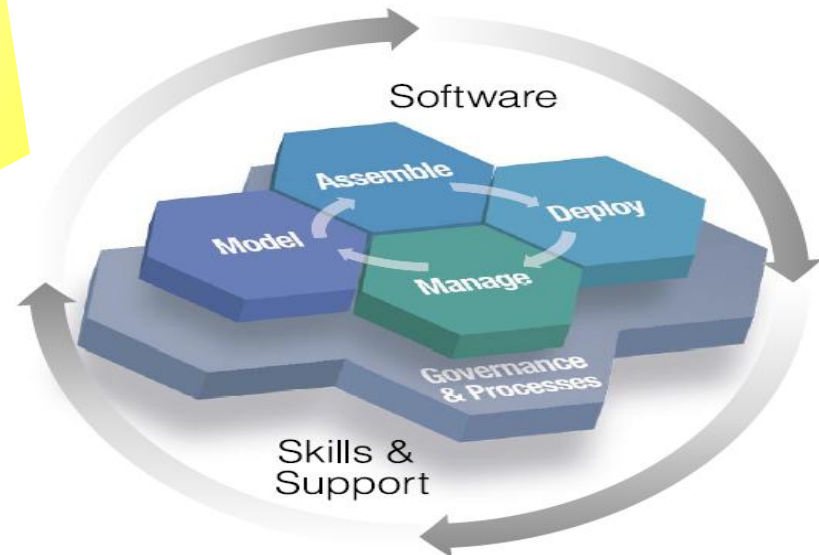 Software
Assemble
Deploy
Model
Manage
Governance
& Processes
Skills &
Support